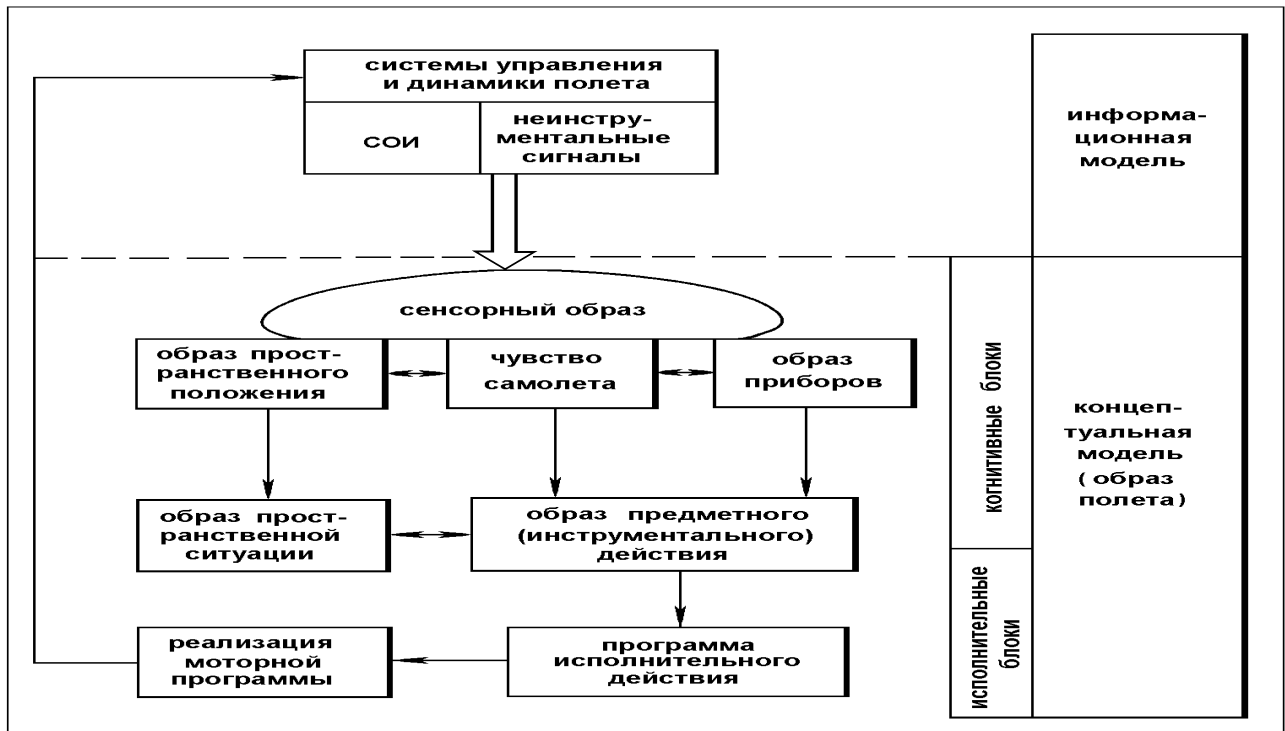 системы управления
и динамики полета
СОИ
неинстру-
ментальные
сигналы
информа-
ционная
модель
сенсорный образ
образ прост-
ранственного
положения
чувство
самолета
образ
приборов
когнитивные блоки
концеп-
туальная
модель
(образ
полета)
образ прост-
ранственной
ситуации
образ предметного
(инструментального)
действия
исполнительные
блоки
реализация
моторной
программы
программа
исполнительного
действия